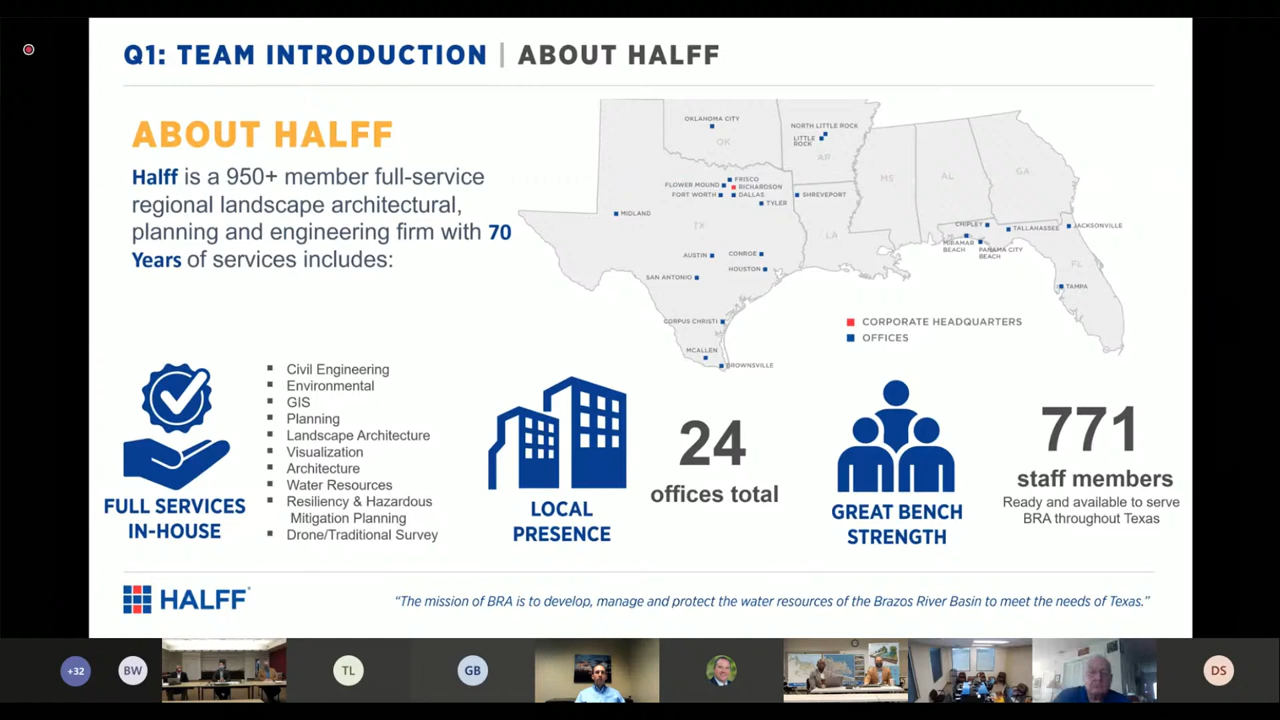 Q1: TEAM INTRODUCTION | ABOUT HALFF
ABOUT HALFF
Halff is a 950+ member full-service
regional landscape architectural,
planning and engineering firm with 70
Years of services includes:
OKLAHOMA CITY
OK
NORTH LITTLE ROCK
LITTLE
ROCK
AR
MS
AL
GA
FRISCO
FLOWER MOUND
RICHARDSON
FORT WORTH
DALLAS
TYLER
SHREVEPORT
MIDLAND
TX
LA
CHIPLEY
TALLAHASSEE
JACKSONVILLE
MIRAMAR
BEACH
PANAMA CITY
BEACH
AUSTIN
CONROE
HOUSTON
SAN ANTONIO
FL
TAMPA
CORPUS CHRISTI
MCALLEN
BROWNSVILLE
CORPORATE HEADQUARTERS
OFFICES
FULL SERVICES
IN-HOUSE
▪ Civil Engineering
▪ Environmental
▪ GIS
▪ Planning
▪ Landscape Architecture
▪ Visualization
▪ Architecture
▪ Water Resources
▪ Resiliency & Hazardous
Mitigation Planning
▪ Drone/Traditional Survey
LOCAL
PRESENCE
24
offices total
GREAT BENCH
STRENGTH
771
staff members
Ready and available to serve
BRA throughout Texas
HALFF
“The mission of BRA is to develop, manage and protect the water resources of the Brazos River Basin to meet the needs of Texas.”
+32
BW
TL
GB
DS